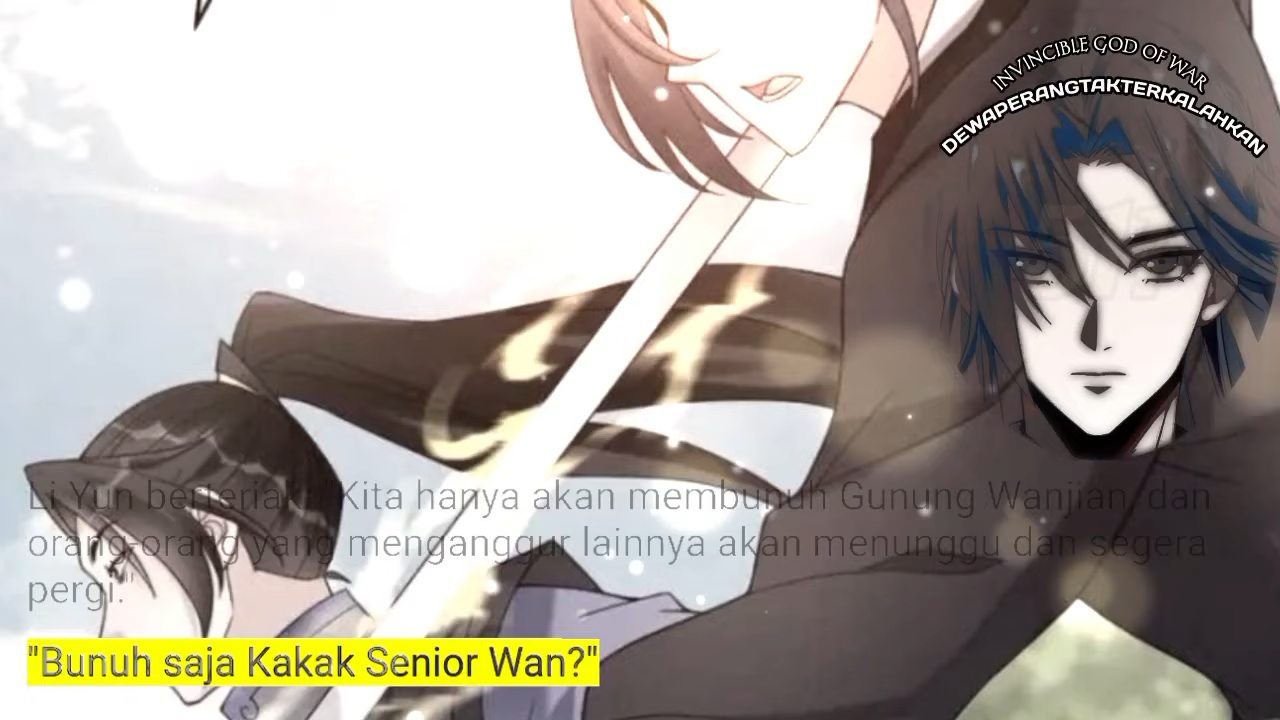 INVINCIBLE GOD OF WAR
DEWAPERANGTAKTERKALAHKAN
Li Yun berteriak: "Kita hanya akan membunuh Gunung Wanjian, dan
orang-orang yang menganggur lainnya akan menunggu dan segera
pergi."
"Bunuh saja Kakak Senior Wan?"